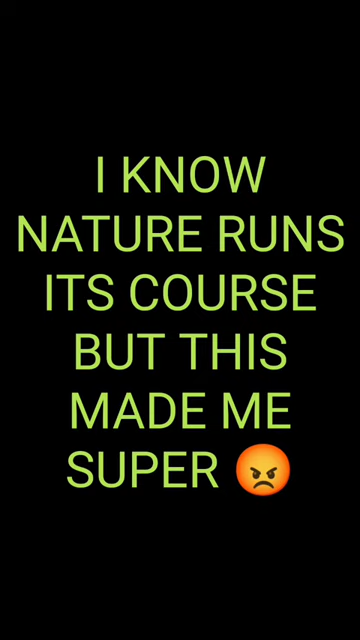 I KNOW
NATURE RUNS
ITS COURSE
BUT THIS
MADE ME
SUPER 😡